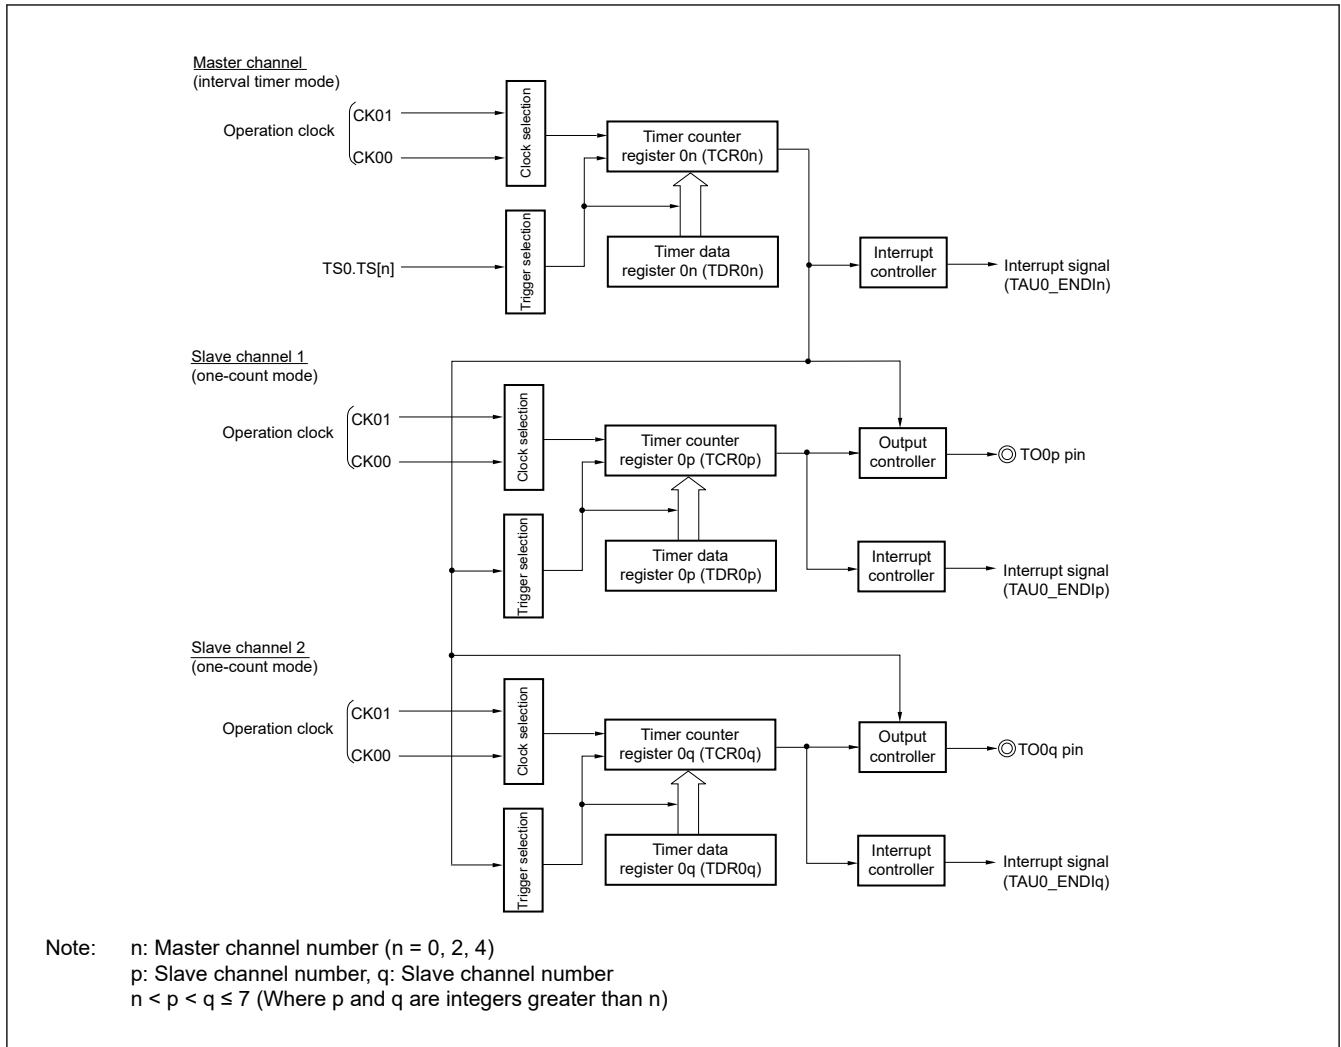 Master channel
(interval timer mode)
Operation clock
CK01
CK00
Clock selection
Timer counter
register 0n (TCR0n)
TS0.TS[n]
Trigger selection
Timer data
register 0n (TDR0n)
Interrupt
controller
Interrupt signal
(TAU0_ENDIn)
Slave channel 1
(one-count mode)
Operation clock
CK01
CK00
Clock selection
Timer counter
register 0p (TCR0p)
Output
controller
TO0p pin
Trigger selection
Timer data
register 0p (TDR0p)
Interrupt
controller
Interrupt signal
(TAU0_ENDIp)
Slave channel 2
(one-count mode)
Operation clock
CK01
CK00
Clock selection
Timer counter
register 0q (TCR0q)
Output
controller
TO0q pin
Trigger selection
Timer data
register 0q (TDR0q)
Interrupt
controller
Interrupt signal
(TAU0_ENDIq)
Note: n: Master channel number (n = 0, 2, 4)
p: Slave channel number, q: Slave channel number
n < p < q ≤ 7 (Where p and q are integers greater than n)